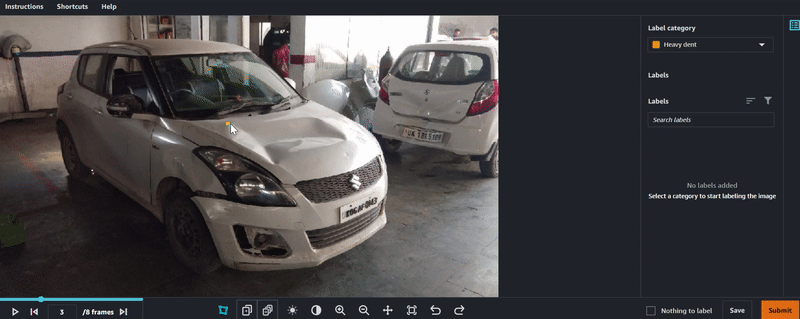 Instructions Shortcuts Help
Label category
Heavy dent
Labels
Labels
Search labels
No labels added
Select a category to start labeling the image
3 /8 frames
Nothing to label
Save
Submit